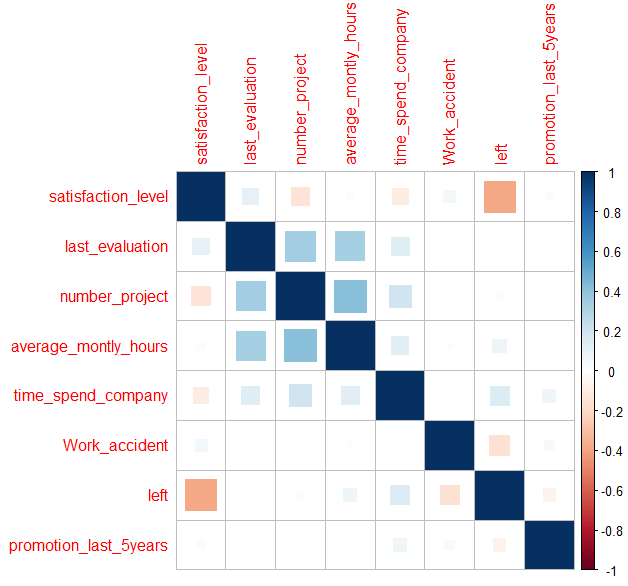 satisfaction_level
last_evaluation
number_project
average_montly_hours
time_spend_company
Work_accident
left
promotion_last_5years
satisfaction_level
last_evaluation
number_project
average_montly_hours
time_spend_company
Work_accident
left
promotion_last_5years
1
0.8
0.6
0.4
0.2
0
-0.2
-0.4
-0.6
-0.8
-1